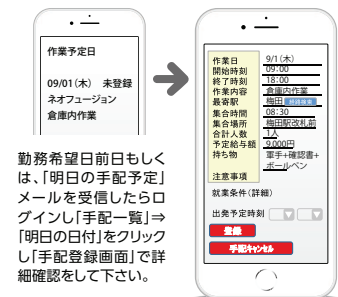 作業予定日
09/01(木) 未登録
ネオフュージョン
倉庫内作業
勤務希望日前日もしく
は、「明日の手配予定」
メールを受信したらロ
グインし「手配一覧」⇒
「明日の日付」をクリック
し「手配登録画面」で詳
細確認をして下さい。
作業日 9/1(木)
開始時刻 09:00
終了時刻 18:00
作業内容 倉庫内作業
最寄駅 梅田 経路検索
集合時間 08:30
集合場所 梅田駅改札前
合計人数 1人
予定給与額 9,000円
持ち物 軍手+確認書+
ボールペン
注意事項
就業条件(詳細)
出発予定時刻
登録
手配キャンセル